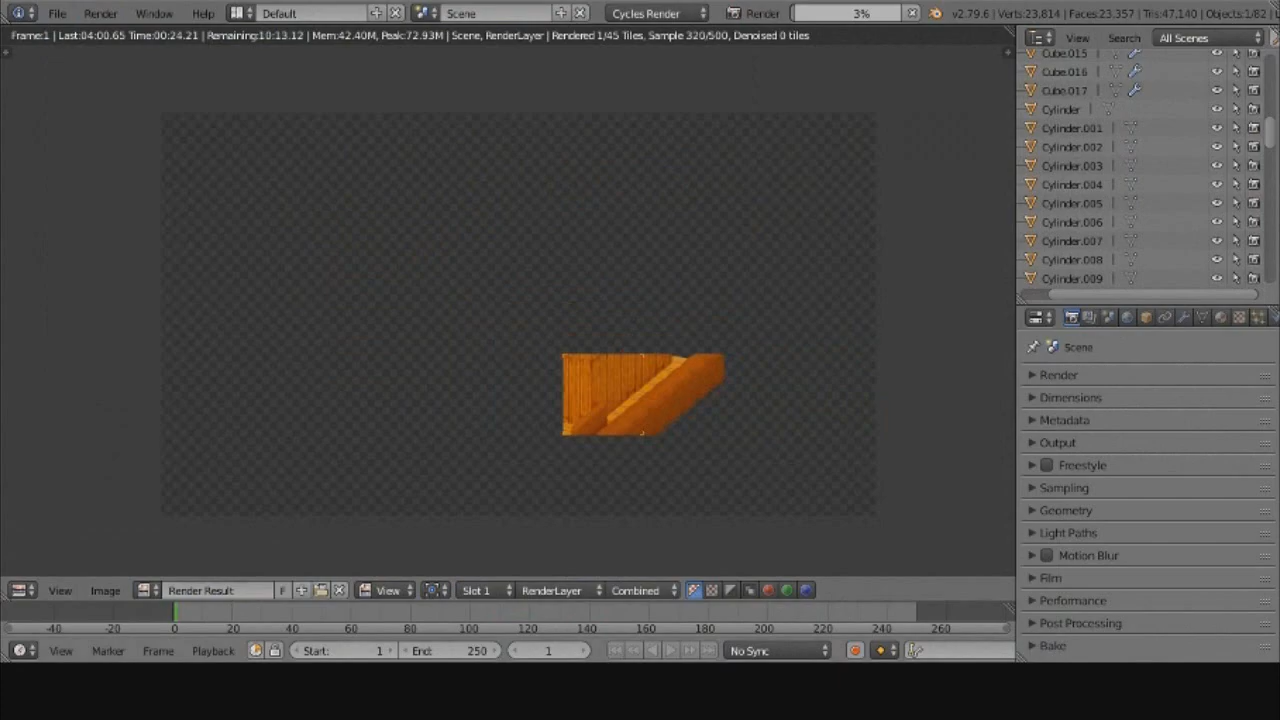 File Render Window Help Default Scene Cycles Render Render 3% v2.79.6 | Verts:23,814 | Faces:23,357 | Tris:47,140 | Objects:1/82 |
Frame:1 | Last:04:00.65 Time:00:24.21 | Remaining:10:13.12 | Mem:42.40M, Peak:72.93M | Scene, RenderLayer | Rendered 1/45 Tiles, Sample 320/500, Denoised 0 tiles
View Search All Scenes
Cube.015
Cube.016
Cube.017
Cylinder
Cylinder.001
Cylinder.002
Cylinder.003
Cylinder.004
Cylinder.005
Cylinder.006
Cylinder.007
Cylinder.008
Cylinder.009
Scene
Render
Dimensions
Metadata
Output
Freestyle
Sampling
Geometry
Light Paths
Motion Blur
Film
Performance
Post Processing
Bake
View Image Render Result F View Slot 1 RenderLayer Combined
-40 -20 0 20 40 60 80 100 120 140 160 180 200 220 240 260
View Marker Frame Playback Start: 1 End: 250 1 No Sync